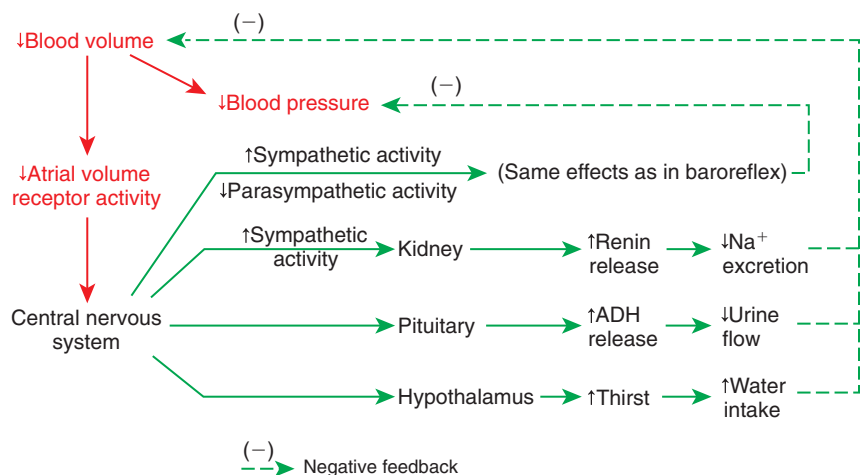 (−)
↓Blood volume
(−)
↓Blood pressure
↑Sympathetic activity
↓Atrial volume
receptor activity
(Same effects as in baroreflex)
↓Parasympathetic activity
↑Sympathetic
activity
Kidney
↑Renin
release
↓Na⁺
excretion
Central nervous
system
Pituitary
↑ADH
release
↓Urine
flow
Hypothalamus
↑Thirst
↑Water
intake
(−)
Negative feedback